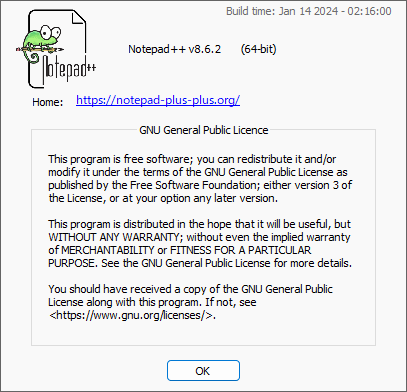 Build time: Jan 14 2024 - 02:16:00
Notepad++
Notepad++ v8.6.2 (64-bit)
Home: https://notepad-plus-plus.org/
GNU General Public Licence
This program is free software; you can redistribute it and/or
modify it under the terms of the GNU General Public License as
published by the Free Software Foundation; either version 3 of
the License, or at your option any later version.
This program is distributed in the hope that it will be useful, but
WITHOUT ANY WARRANTY; without even the implied warranty
of MERCHANTABILITY or FITNESS FOR A PARTICULAR
PURPOSE. See the GNU General Public License for more details.
You should have received a copy of the GNU General Public
License along with this program. If not, see
<https://www.gnu.org/licenses/>.
OK